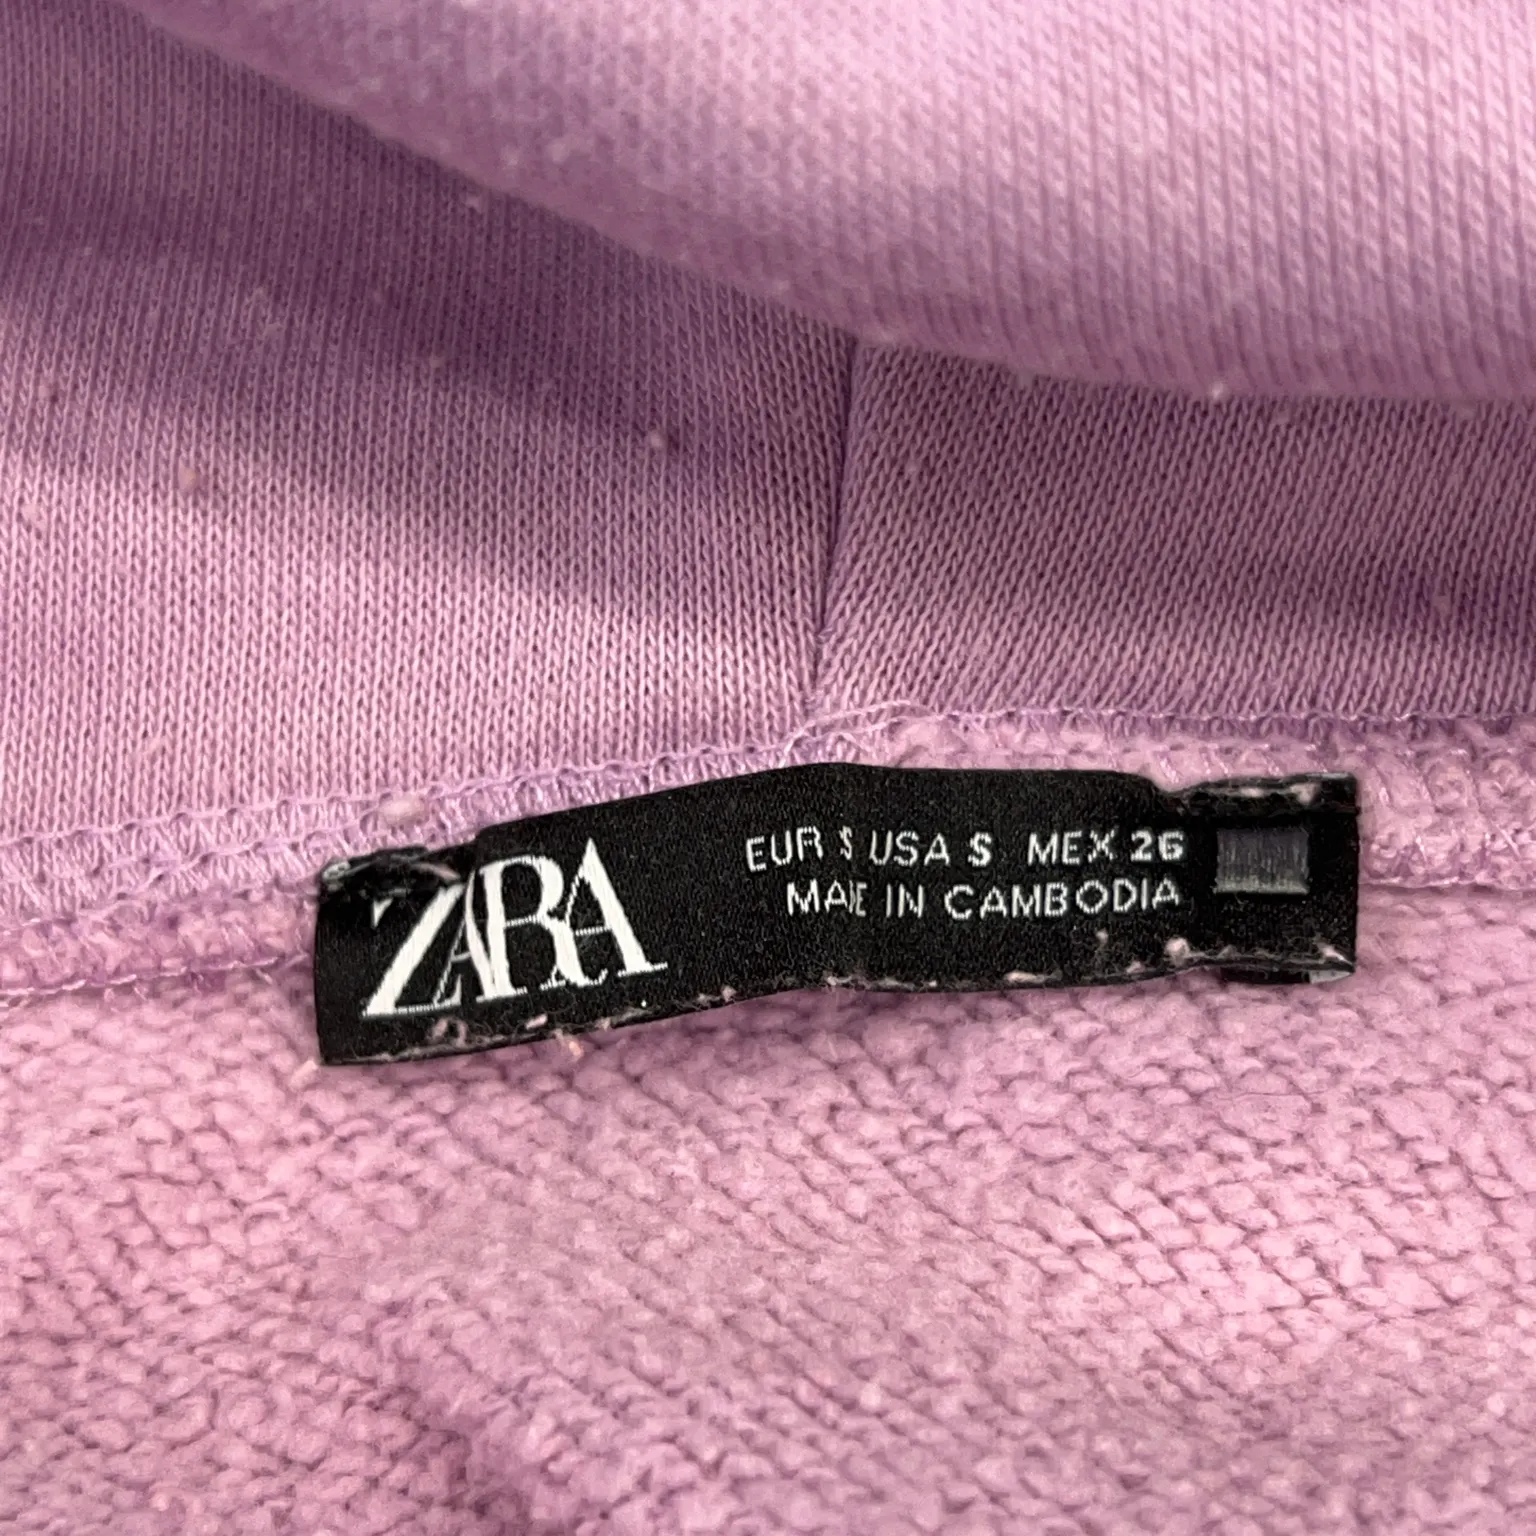 ZARA
EUR S USA S MEX 26
MADE IN CAMBODIA